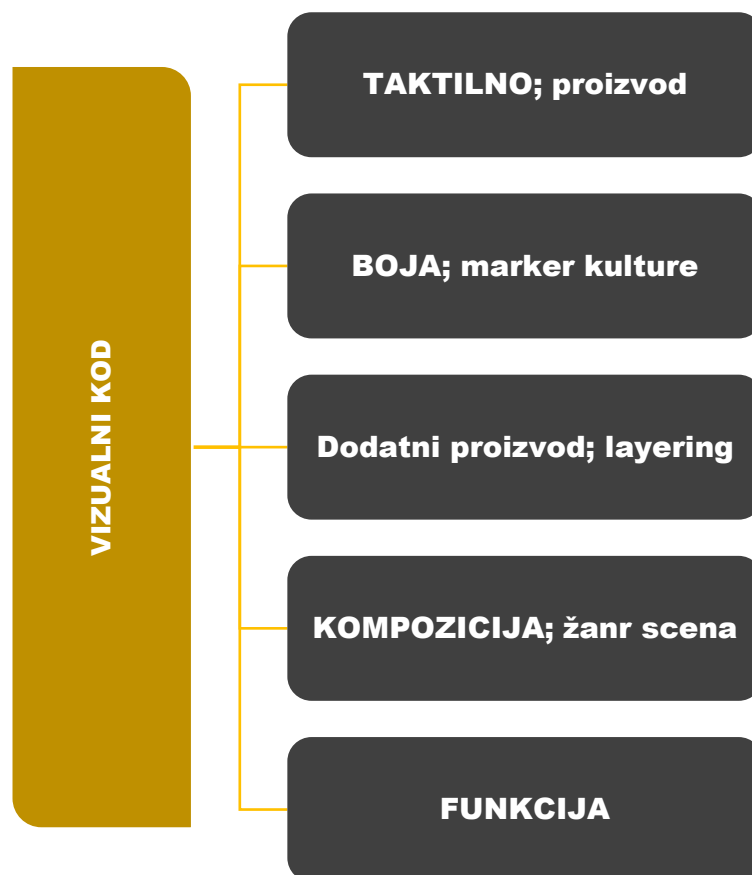 VIZUALNI KOD
TAKTILNO; proizvod
BOJA; marker kulture
Dodatni proizvod; layering
KOMPOZICIJA; žanr scena
FUNKCIJA